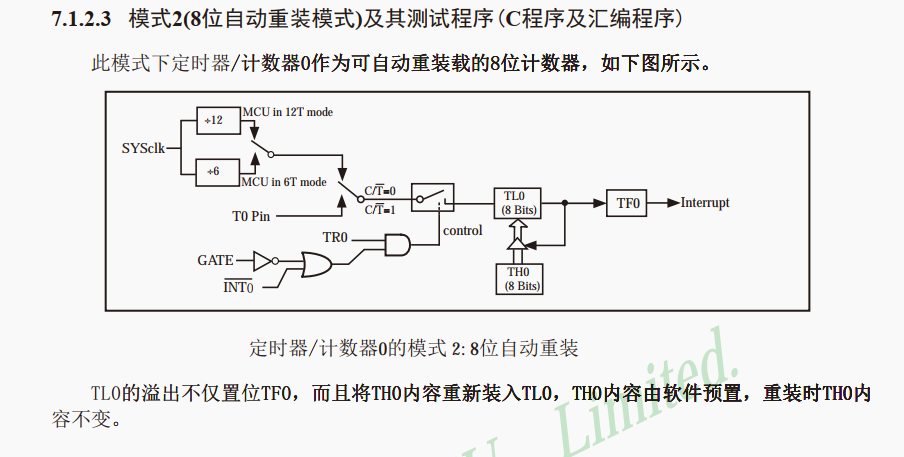 7.1.2.3 模式2(8位自动重装模式)及其测试程序(C程序及汇编程序)
此模式下定时器/计数器0作为可自动重装载的8位计数器，如下图所示。
÷12
MCU in 12T mode
SYSclk
÷6
MCU in 6T mode
C/T̅=0
C/T̅=1
T0 Pin
TL0
(8 Bits)
TF0
Interrupt
control
TR0
GATE
I̅N̅T̅0̅
TH0
(8 Bits)
定时器/计数器0的模式 2: 8位自动重装
TL0的溢出不仅置位TF0，而且将TH0内容重新装入TL0，TH0内容由软件预置，重装时TH0内
容不变。
Limited.